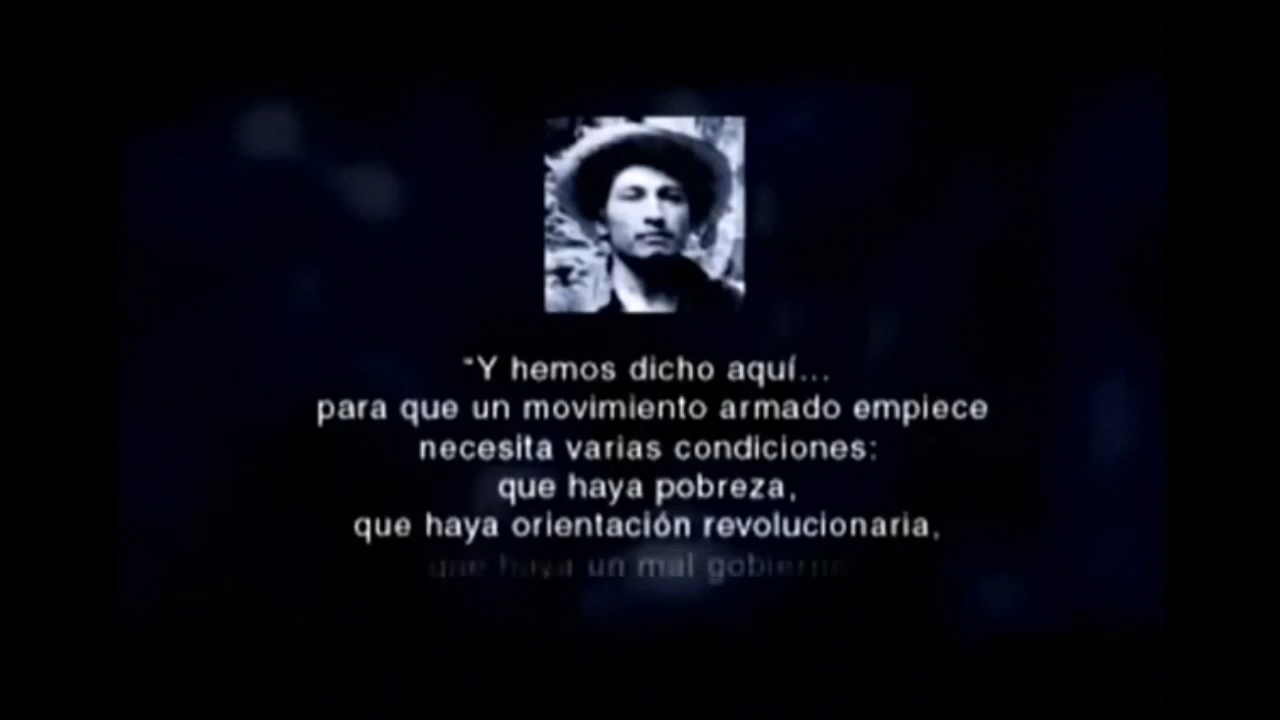 "Y hemos dicho aquí...
para que un movimiento armado empiece
necesita varias condiciones:
que haya pobreza,
que haya orientación revolucionaria,
que haya un mal gobierno